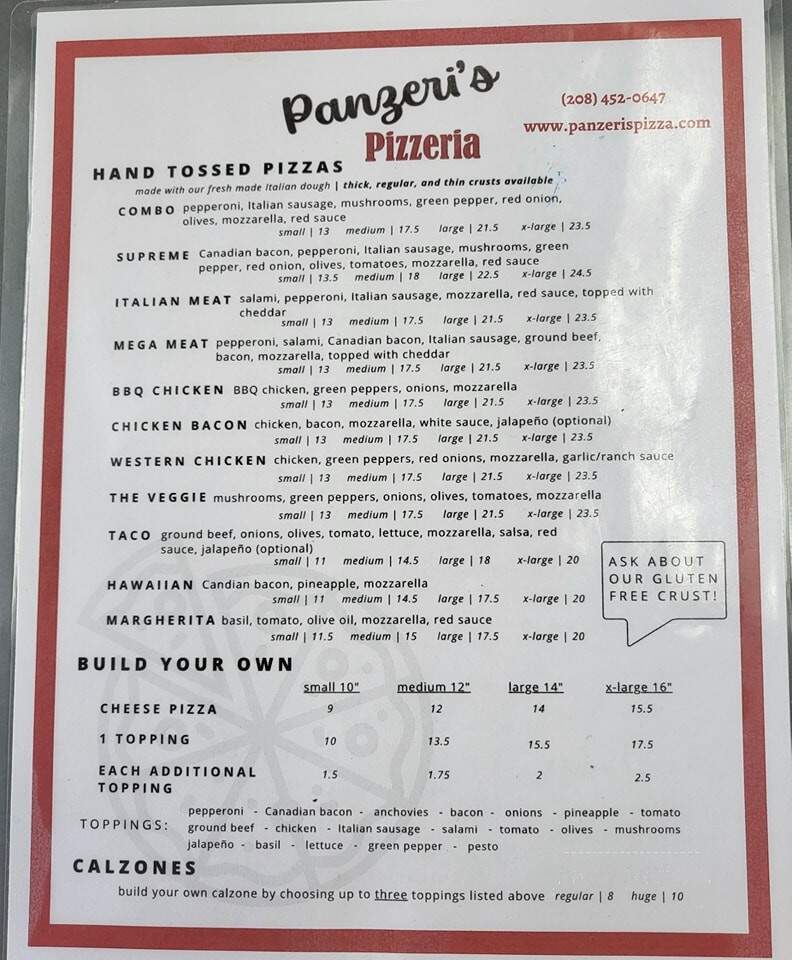 Panzeri's
Pizzeria
(208) 452-0647
www.panzerispizza.com
HAND TOSSED PIZZAS
made with our fresh made Italian dough | thick, regular, and thin crusts available
COMBO pepperoni, Italian sausage, mushrooms, green pepper, red onion,
olives, mozzarella, red sauce
small | 13 medium | 17.5 large | 21.5 x-large | 23.5
SUPREME Canadian bacon, pepperoni, Italian sausage, mushrooms, green
pepper, red onion, olives, tomatoes, mozzarella, red sauce
small | 13.5 medium | 18 large | 22.5 x-large | 24.5
ITALIAN MEAT salami, pepperoni, Italian sausage, mozzarella, red sauce, topped with
cheddar
small | 13 medium | 17.5 large | 21.5 x-large | 23.5
MEGA MEAT pepperoni, salami, Canadian bacon, Italian sausage, ground beef,
bacon, mozzarella, topped with cheddar
small | 13 medium | 17.5 large | 21.5 x-large | 23.5
BBQ CHICKEN BBQ chicken, green peppers, onions, mozzarella
small | 13 medium | 17.5 large | 21.5 x-large | 23.5
CHICKEN BACON chicken, bacon, mozzarella, white sauce, jalapeño (optional)
small | 13 medium | 17.5 large | 21.5 x-large | 23.5
WESTERN CHICKEN chicken, green peppers, red onions, mozzarella, garlic/ranch sauce
small | 13 medium | 17.5 large | 21.5 x-large | 23.5
THE VEGGIE mushrooms, green peppers, onions, olives, tomatoes, mozzarella
small | 13 medium | 17.5 large | 21.5 x-large | 23.5
TACO ground beef, onions, olives, tomato, lettuce, mozzarella, salsa, red
sauce, jalapeño (optional)
small | 11 medium | 14.5 large | 18 x-large | 20
HAWAIIAN Candian bacon, pineapple, mozzarella
small | 11 medium | 14.5 large | 17.5 x-large | 20
MARGHERITA basil, tomato, olive oil, mozzarella, red sauce
small | 11.5 medium | 15 large | 17.5 x-large | 20
ASK ABOUT
OUR GLUTEN
FREE CRUST!
BUILD YOUR OWN
small 10" medium 12" large 14" x-large 16"
CHEESE PIZZA 9 12 14 15.5
1 TOPPING 10 13.5 15.5 17.5
EACH ADDITIONAL 1.5 1.75 2 2.5
TOPPING
TOPPINGS: pepperoni - Canadian bacon - anchovies - bacon - onions - pineapple - tomato
ground beef - chicken - Italian sausage - salami - tomato - olives - mushrooms
jalapeño - basil - lettuce - green pepper - pesto
CALZONES
build your own calzone by choosing up to three toppings listed above regular | 8 huge | 10